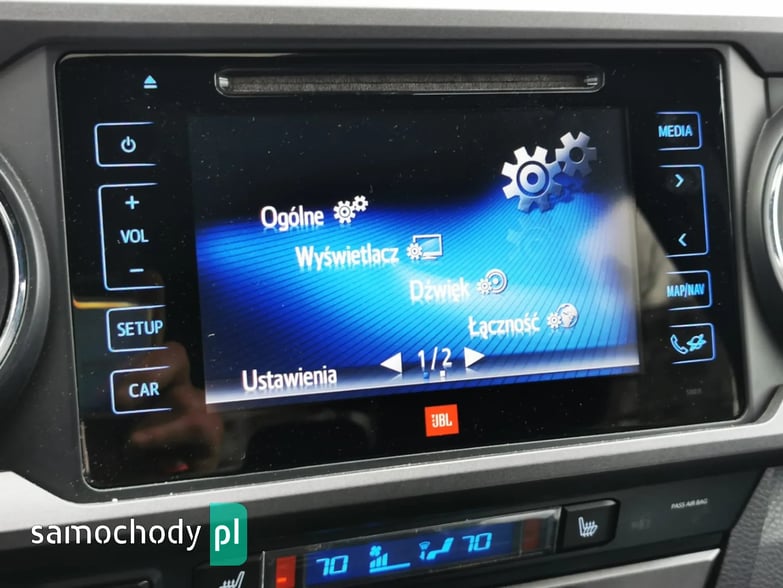 MEDIA
+
VOL
-
SETUP
CAR
MAP/NAV
Ogólne
Wyświetlacz
Dźwięk
Łączność
1/2
Ustawienia
JBL
PASS AIR BAG
70
70
samochody pl